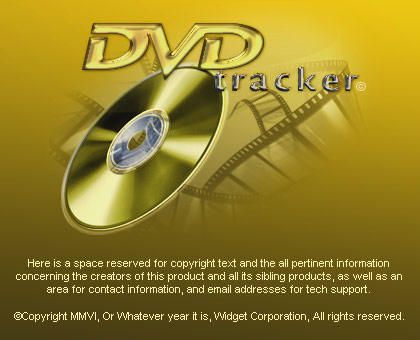 DVD
tracker©
Here is a space reserved for copyright text and the all pertinent information
concerning the creators of this product and all its sibling products, as well as an
area for contact information, and email addresses for tech support.
©Copyright MMVI, Or Whatever year it is, Widget Corporation, All rights reserved.